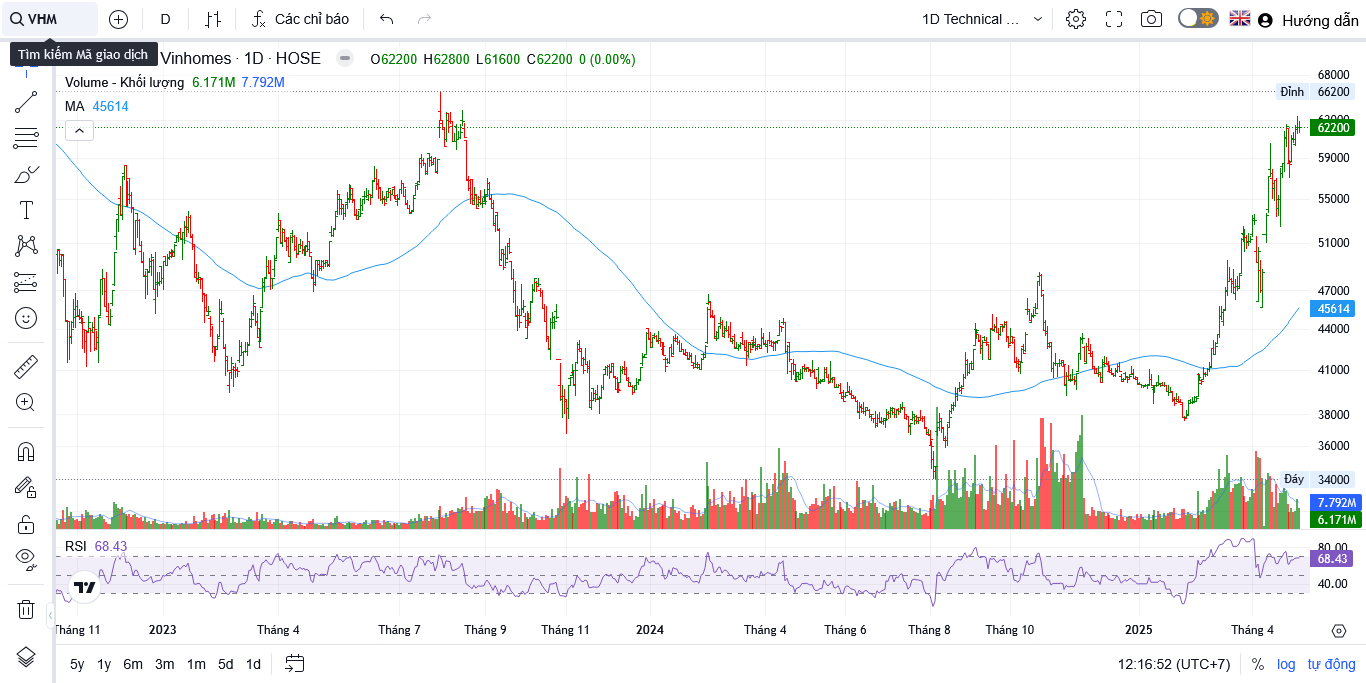 VHM
D
Các chỉ báo
1D Technical ...
Hướng dẫn
Tìm kiếm Mã giao dịch
Vinhomes · 1D · HOSE
O62200 H62800 L61600 C62200 0 (0.00%)
Volume - Khối lượng 6.171M 7.792M
MA 45614
68000
Đỉnh 66200
62200
59000
55000
51000
47000
45614
44000
41000
38000
36000
Đáy 34000
7.792M
6.171M
RSI 68.43
80.00
68.43
40.00
Tháng 11 2023 Tháng 4 Tháng 7 Tháng 9 Tháng 11 2024 Tháng 4 Tháng 6 Tháng 8 Tháng 10 2025 Tháng 4
5y 1y 6m 3m 1m 5d 1d
12:16:52 (UTC+7) % log tự động